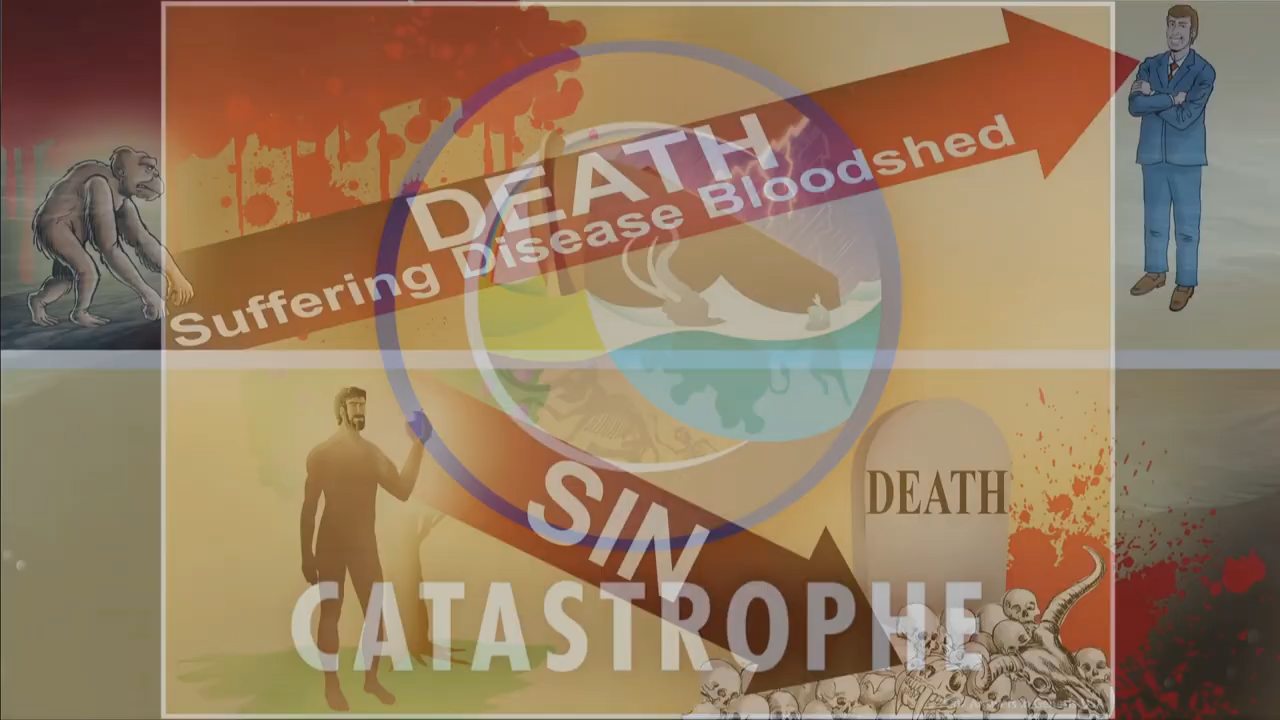 DEATH
Suffering Disease Bloodshed
SIN
DEATH
CATASTROPHE